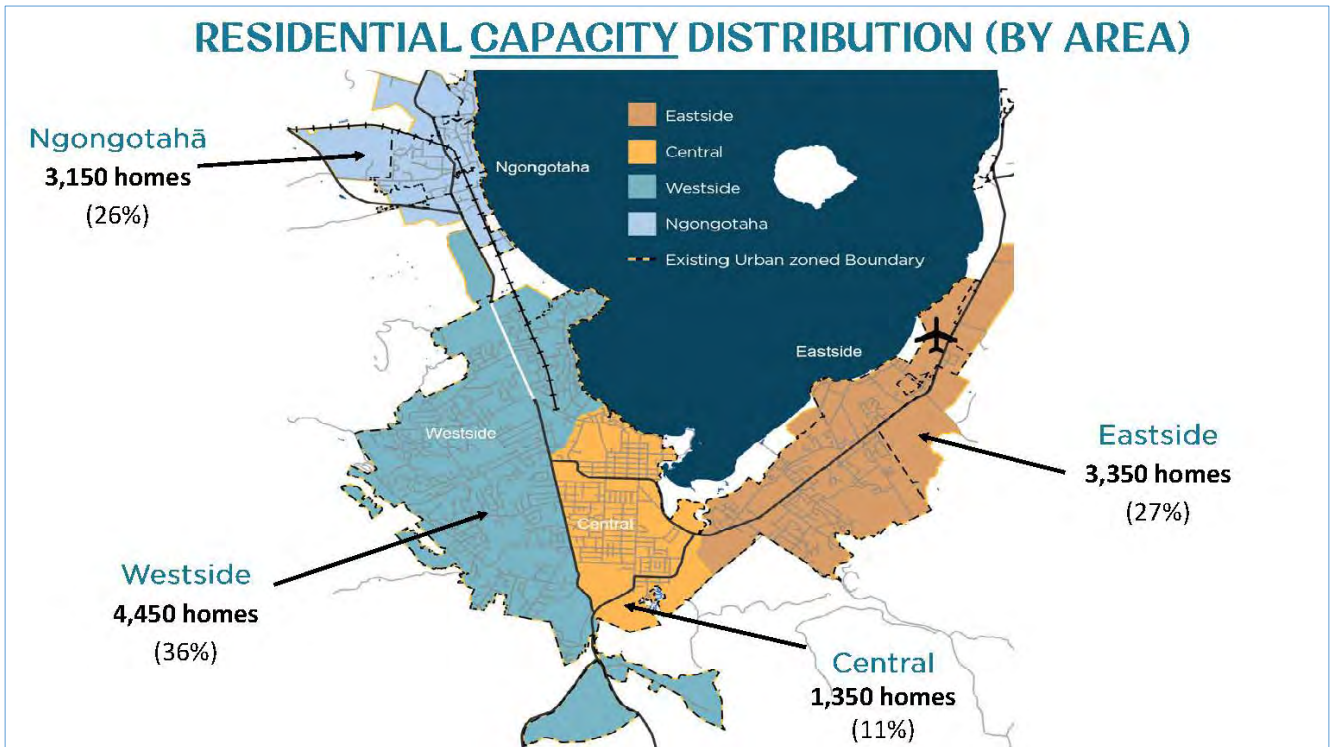 RESIDENTIAL CAPACITY DISTRIBUTION (BY AREA)
Ngongotahā
3,150 homes
(26%)
Ngongotaha
Eastside
Central
Westside
Ngongotaha
Existing Urban zoned Boundary
Eastside
Westside
Central
Eastside
3,350 homes
(27%)
Westside
4,450 homes
(36%)
Central
1,350 homes
(11%)